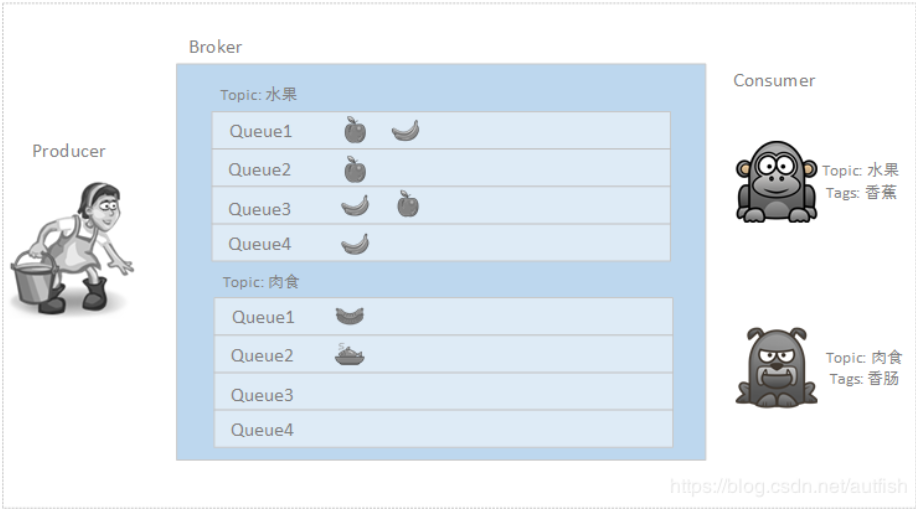 Broker
Topic: 水果
Queue1
Queue2
Queue3
Queue4
Topic: 肉食
Queue1
Queue2
Queue3
Queue4
Producer
Consumer
Topic: 水果
Tags: 香蕉
Topic: 肉食
Tags: 香肠
https://blog.csdn.net/autfish